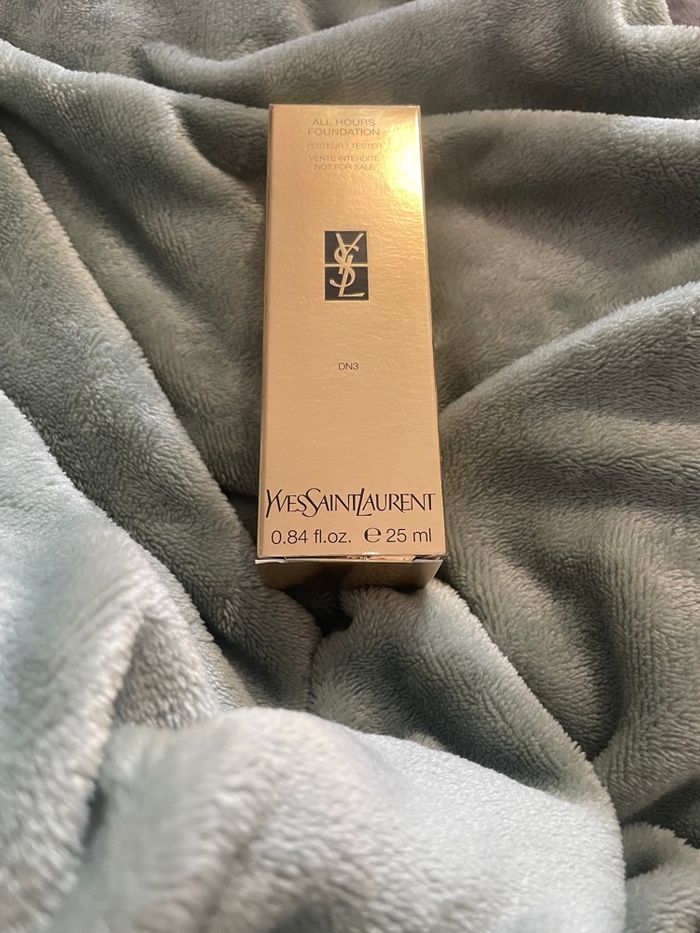 ALL HOURS
FOUNDATION
TESTEUR / TESTER
VENTE INTERDITE
NOT FOR SALE
YSL
DN3
YVESSAINTLAURENT
0.84 fl.oz. ℮ 25 ml